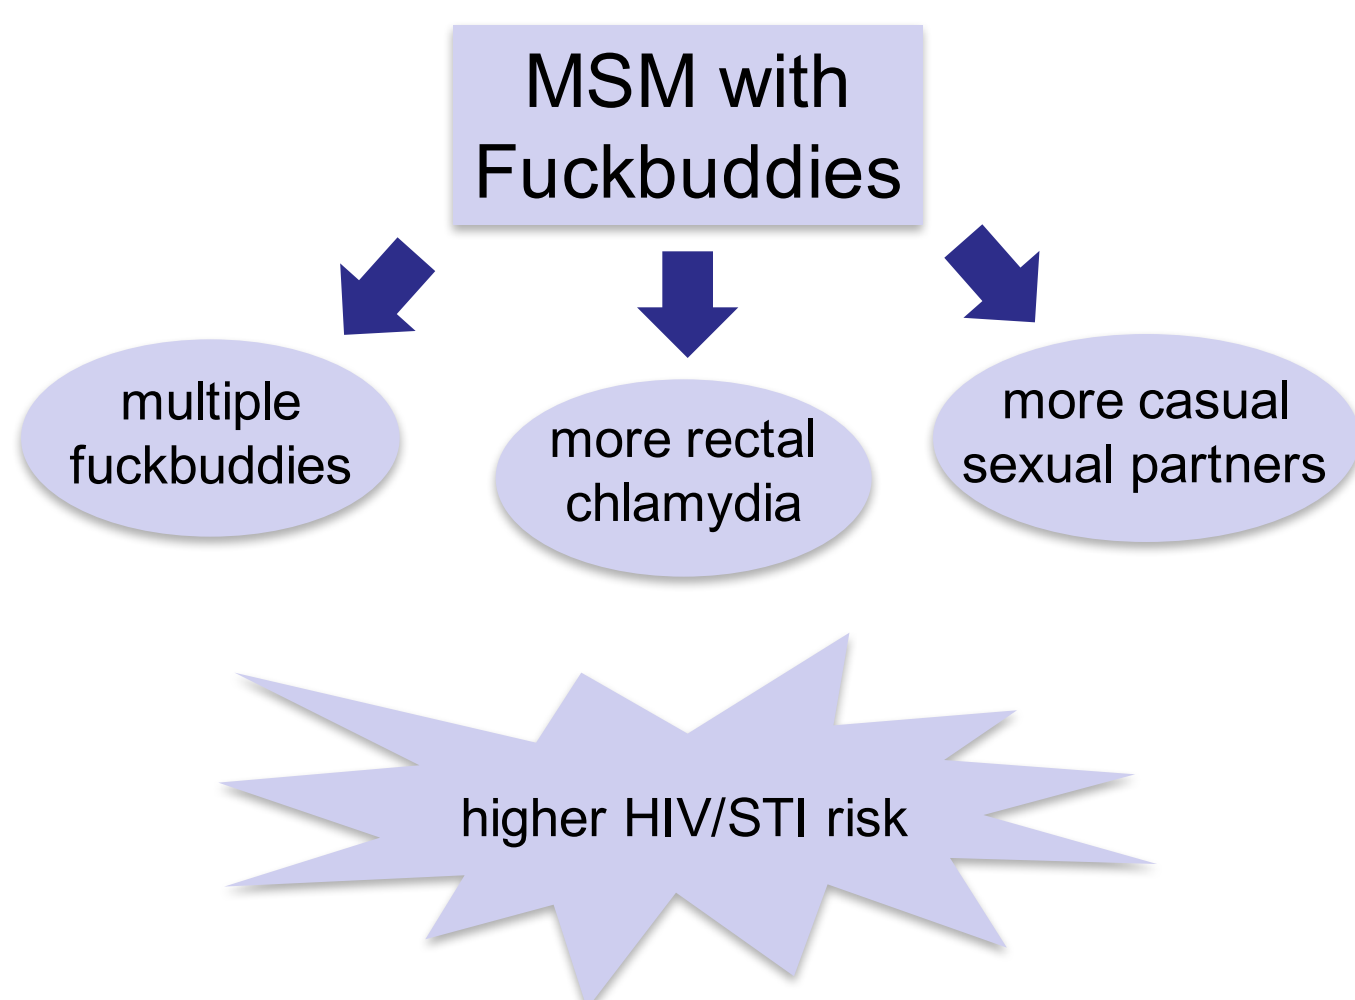 MSM with
Fuckbuddies
multiple
fuckbuddies
more rectal
chlamydia
more casual
sexual partners
higher HIV/STI risk